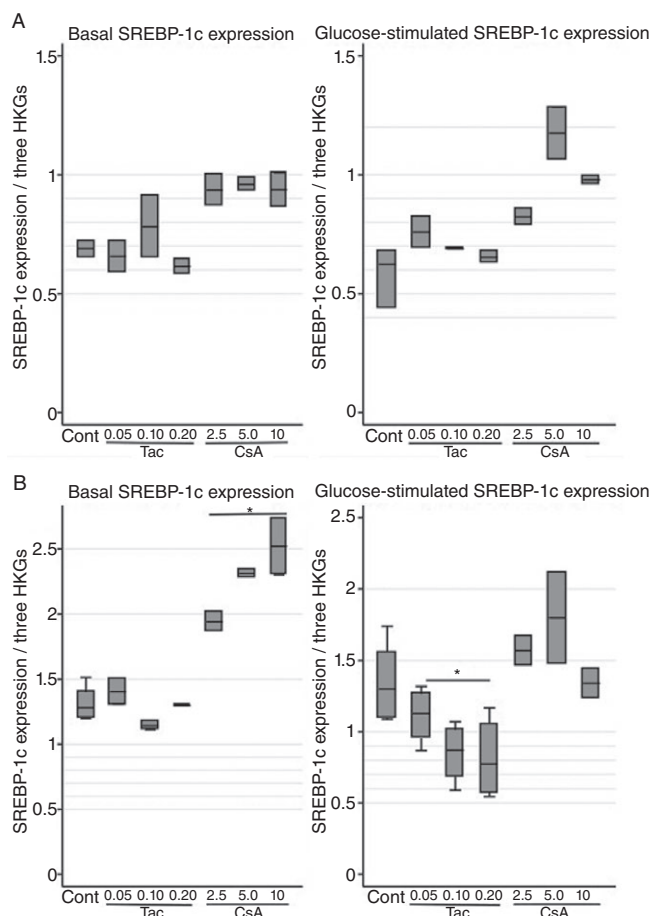 A
Basal SREBP-1c expression
SREBP-1c expression / three HKGs
1.5
1
0.5
0
Cont 0.05 0.10 0.20 2.5 5.0 10
Tac CsA
Glucose-stimulated SREBP-1c expression
SREBP-1c expression / three HKGs
1.5
1
0.5
0
Cont 0.05 0.10 0.20 2.5 5.0 10
Tac CsA
B
Basal SREBP-1c expression
SREBP-1c expression / three HKGs
2.5
2
1.5
1
0.5
0
*
Cont 0.05 0.10 0.20 2.5 5.0 10
Tac CsA
Glucose-stimulated SREBP-1c expression
SREBP-1c expression / three HKGs
2.5
2
1.5
1
0.5
0
*
Cont 0.05 0.10 0.20 2.5 5.0 10
Tac CsA